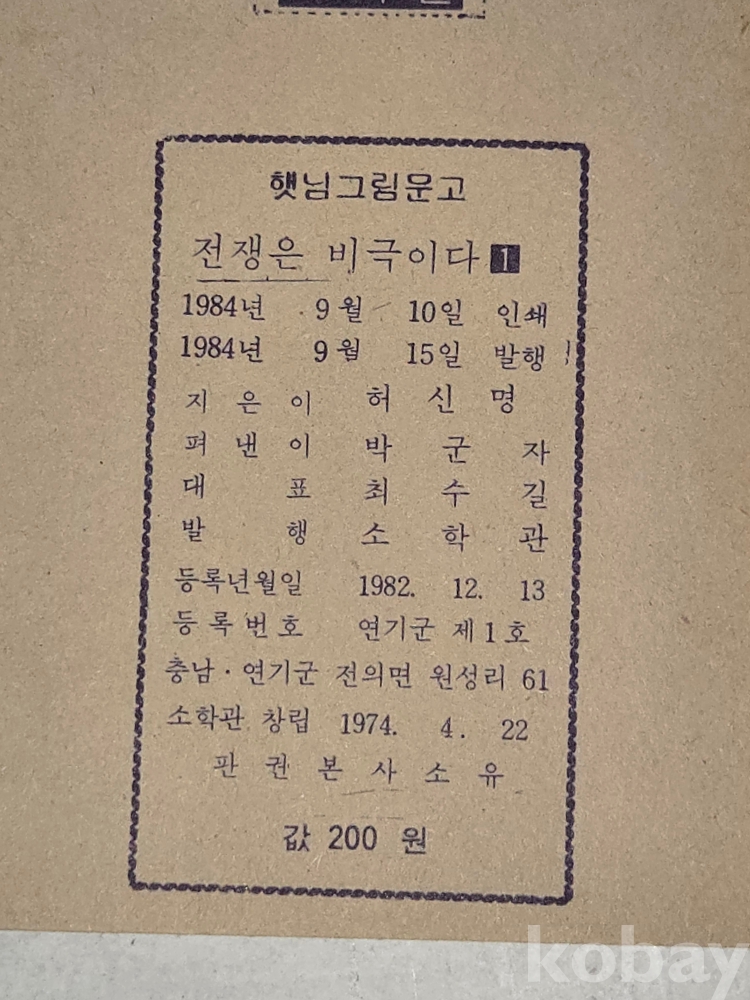 햇님그림문고
전쟁은 비극이다 1
1984년 9월 10일 인쇄
1984년 9월 15일 발행
지은이 허신명
펴낸이 박군자
대표 최수길
발행 소학관
등록년월일 1982. 12. 13
등록번호 연기군 제1호
충남·연기군 전의면 원성리 61
소학관 창립 1974. 4. 22
판권본사소유
값 200 원
kobay